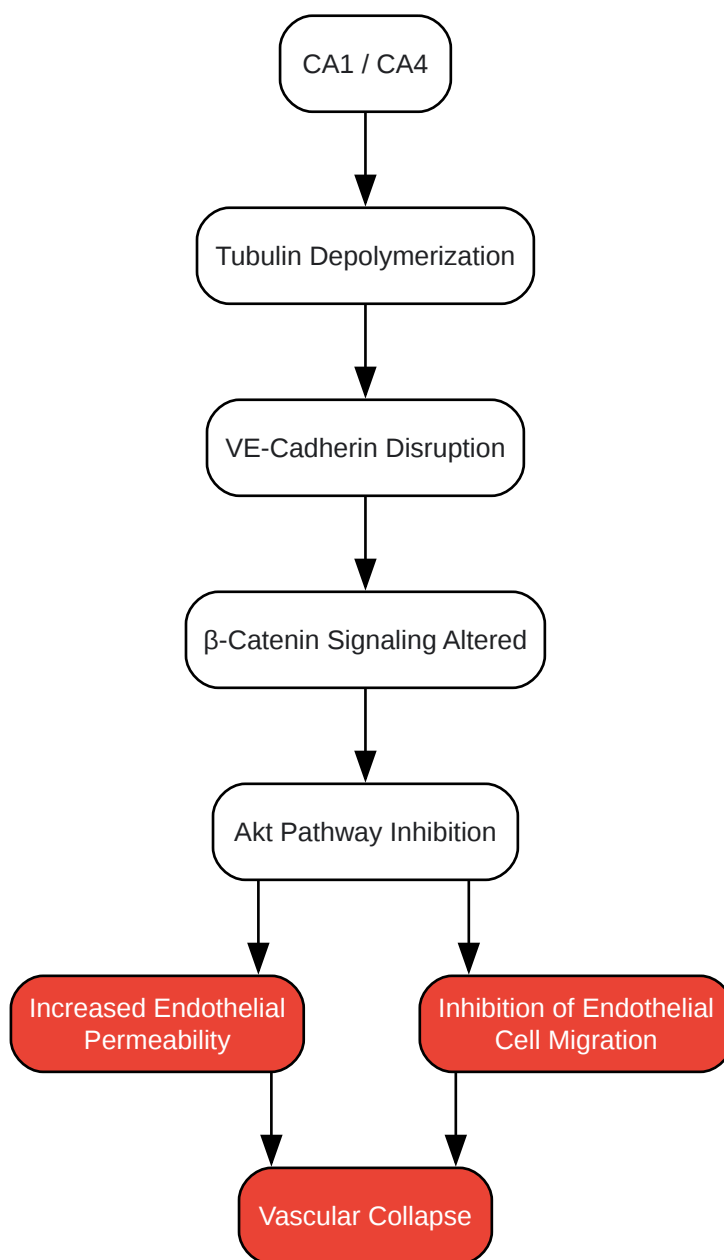 CA1 / CA4
Tubulin Depolymerization
VE-Cadherin Disruption
β-Catenin Signaling Altered
Akt Pathway Inhibition
Increased Endothelial
Permeability
Inhibition of Endothelial
Cell Migration
Vascular Collapse